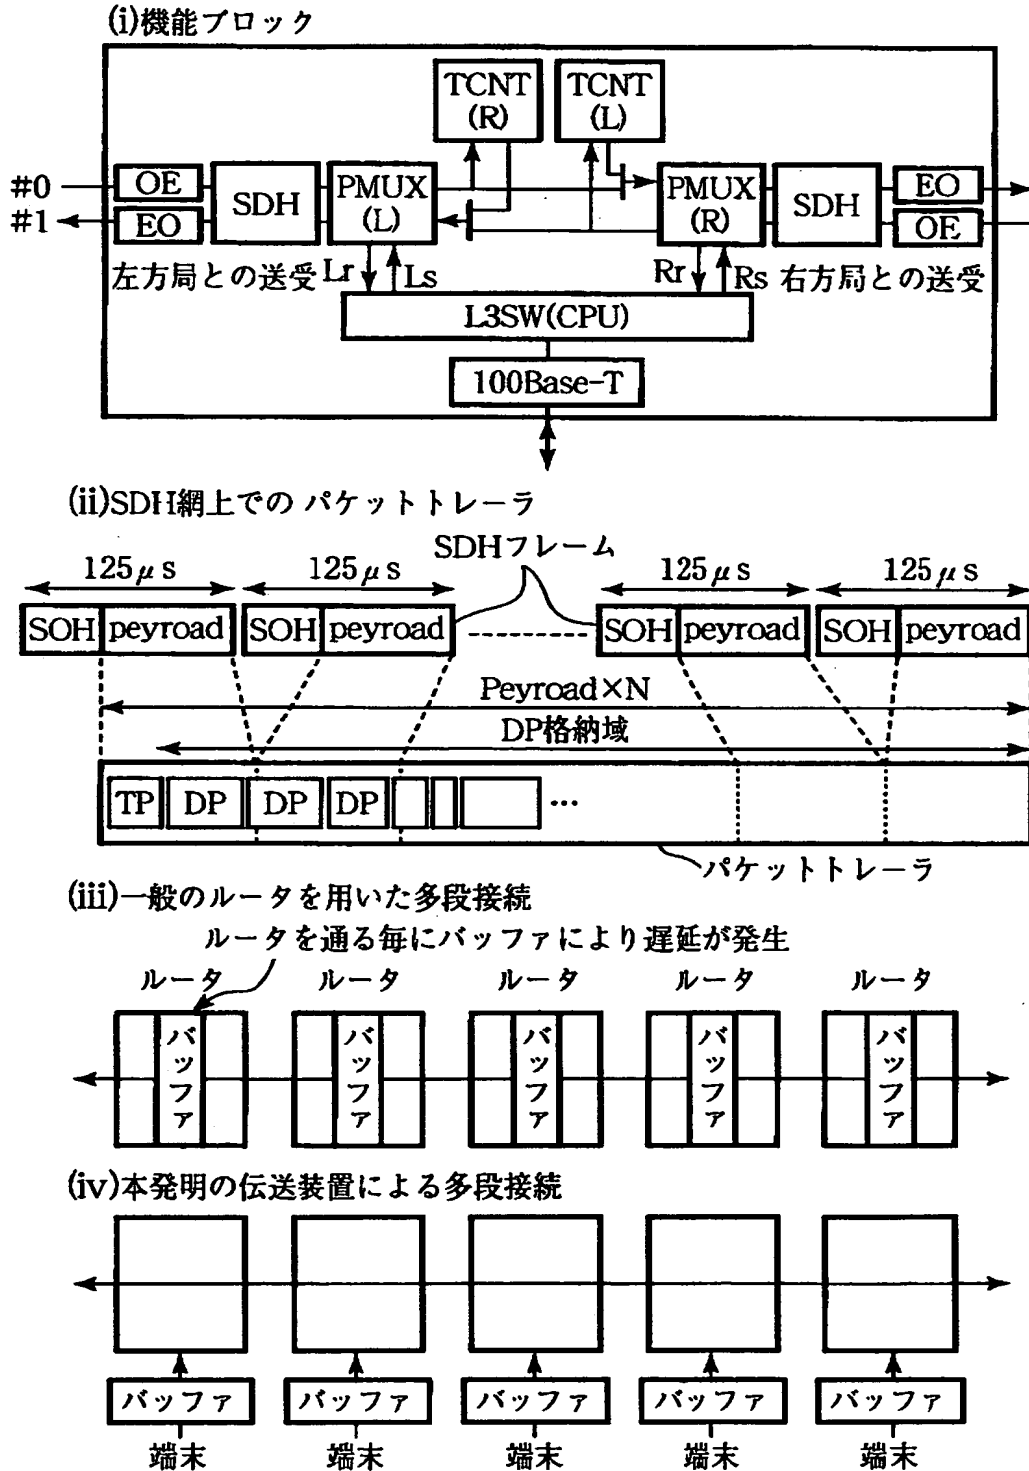 (i)機能ブロック
TCNT
(R)
TCNT
(L)
#0
#1
OE
EO
SDH
PMUX
(L)
PMUX
(R)
SDH
EO
OE
左方局との送受
Lr
Ls
Rr
Rs
右方局との送受
L3SW(CPU)
100Base-T
(ii)SDH網上での パケットトレーラ
SDHフレーム
125μs
125μs
125μs
125μs
SOH
peyroad
SOH
peyroad
SOH
peyroad
SOH
peyroad
Peyroad×N
DP格納域
TP
DP
DP
DP
…
パケットトレーラ
(iii)一般のルータを用いた多段接続
ルータを通る毎にバッファにより遅延が発生
ルータ
ルータ
ルータ
ルータ
ルータ
バッファ
バッファ
バッファ
バッファ
バッファ
(iv)本発明の伝送装置による多段接続
バッファ
バッファ
バッファ
バッファ
バッファ
端末
端末
端末
端末
端末